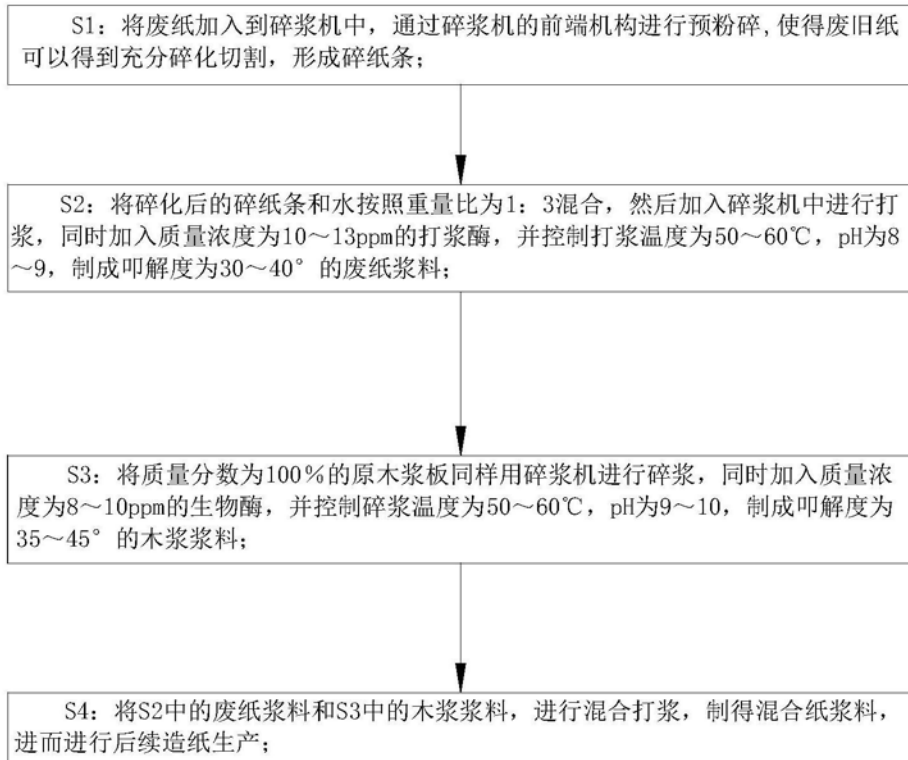 S1：将废纸加入到碎浆机中，通过碎浆机的前端机构进行预粉碎,使得废旧纸
可以得到充分碎化切割，形成碎纸条；
S2：将碎化后的碎纸条和水按照重量比为1：3混合，然后加入碎浆机中进行打
浆，同时加入质量浓度为10～13ppm的打浆酶，并控制打浆温度为50～60℃，pH为8
～9，制成叩解度为30～40°的废纸浆料；
S3：将质量分数为100％的原木浆板同样用碎浆机进行碎浆，同时加入质量浓
度为8～10ppm的生物酶，并控制碎浆温度为50～60℃，pH为9～10，制成叩解度为
35～45°的木浆浆料；
S4：将S2中的废纸浆料和S3中的木浆浆料，进行混合打浆，制得混合纸浆料，
进而进行后续造纸生产；